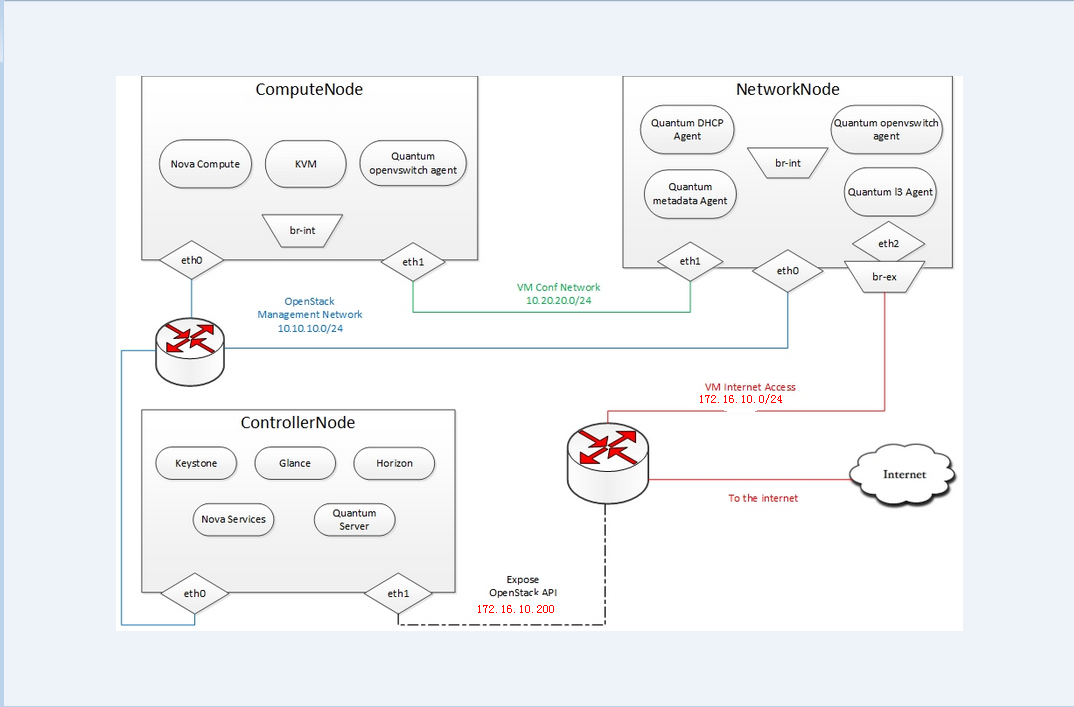 ComputeNode
Nova Compute
KVM
Quantum
openvswitch agent
br-int
eth0
eth1
NetworkNode
Quantum DHCP
Agent
Quantum openvswitch
agent
br-int
Quantum
metadata Agent
Quantum l3 Agent
eth2
eth1
eth0
br-ex
OpenStack
Management Network
10.10.10.0/24
VM Conf Network
10.20.20.0/24
VM Internet Access
172.16.10.0/24
ControllerNode
Keystone
Glance
Horizon
Nova Services
Quantum
Server
eth0
eth1
Internet
To the internet
Expose
OpenStack API
172.16.10.200